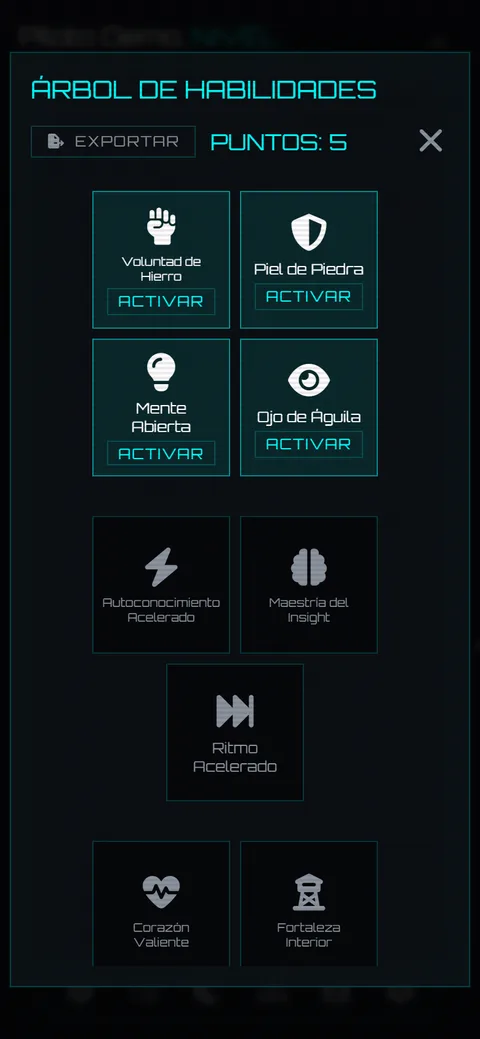 ÁRBOL DE HABILIDADES
EXPORTAR
PUNTOS: 5
Voluntad de
Hierro
ACTIVAR
Piel de Piedra
ACTIVAR
Mente
Abierta
ACTIVAR
Ojo de Águila
ACTIVAR
Autoconocimiento
Acelerado
Maestría del
Insight
Ritmo
Acelerado
Corazón
Valiente
Fortaleza
Interior